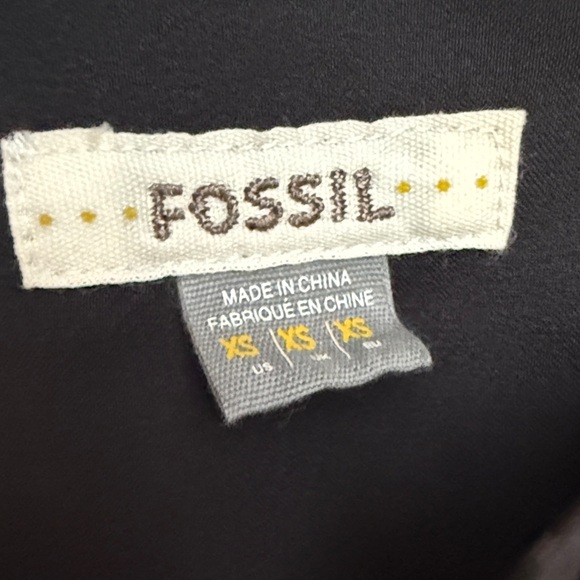 FOSSIL
MADE IN CHINA
FABRIQUÉ EN CHINE
XS / XS / XS
US UK EU